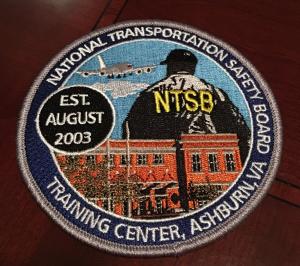 NATIONAL TRANSPORTATION SAFETY BOARD
EST.
AUGUST
2003
NTSB
TRAINING CENTER, ASHBURN, VA